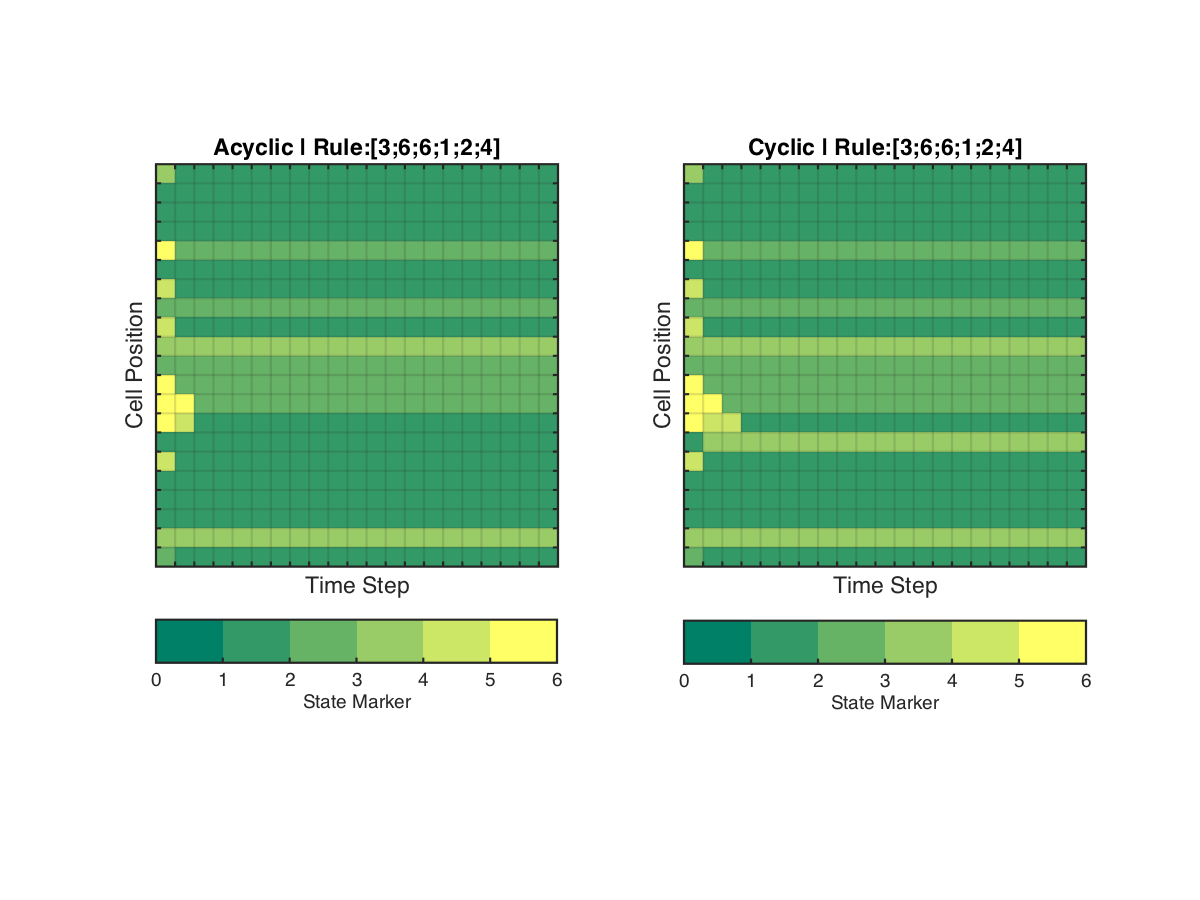 Acyclic | Rule:[3;6;6;1;2;4]
Cell Position
Time Step
0 1 2 3 4 5 6
State Marker
Cyclic | Rule:[3;6;6;1;2;4]
Cell Position
Time Step
0 1 2 3 4 5 6
State Marker